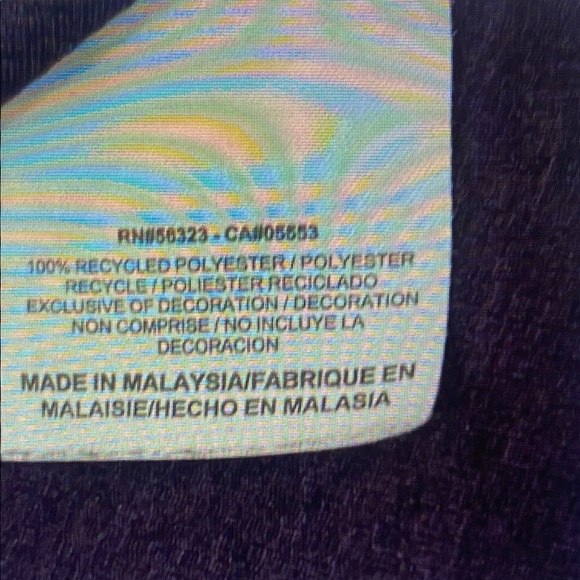 RN#56323 - CA#05553
100% RECYCLED POLYESTER / POLYESTER
RECYCLE / POLIESTER RECICLADO
EXCLUSIVE OF DECORATION / DECORATION
NON COMPRISE / NO INCLUYE LA
DECORACION
MADE IN MALAYSIA/FABRIQUE EN
MALAISIE/HECHO EN MALASIA